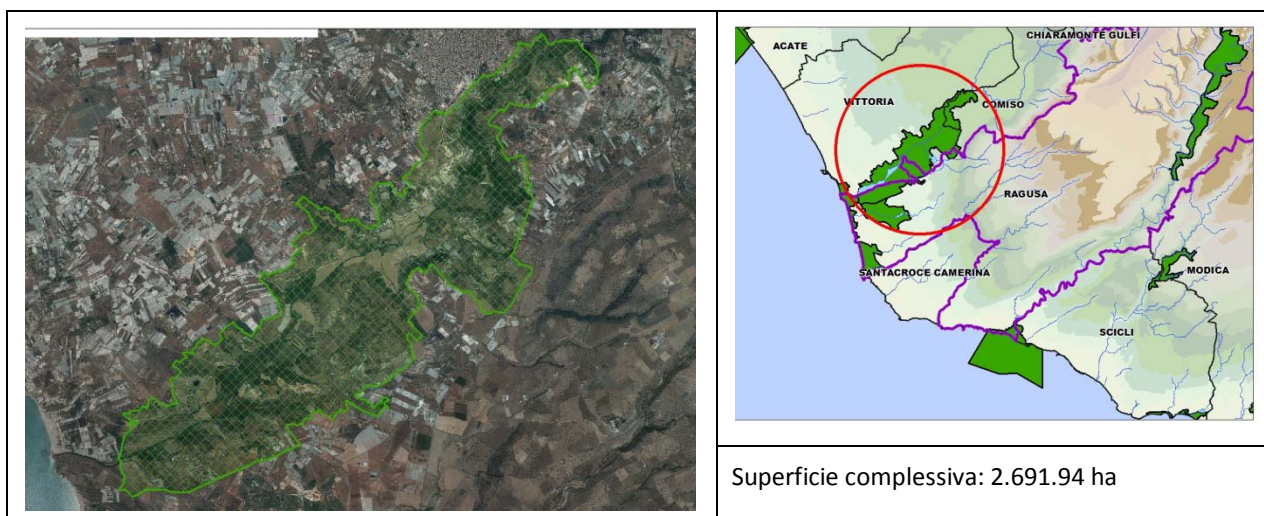 CHIARAMONTE GULFI
ACATE
VITTORIA
COMISO
RAGUSA
SANTACROCE CAMERINA
MODICA
SCICLI
Superficie complessiva: 2.691.94 ha